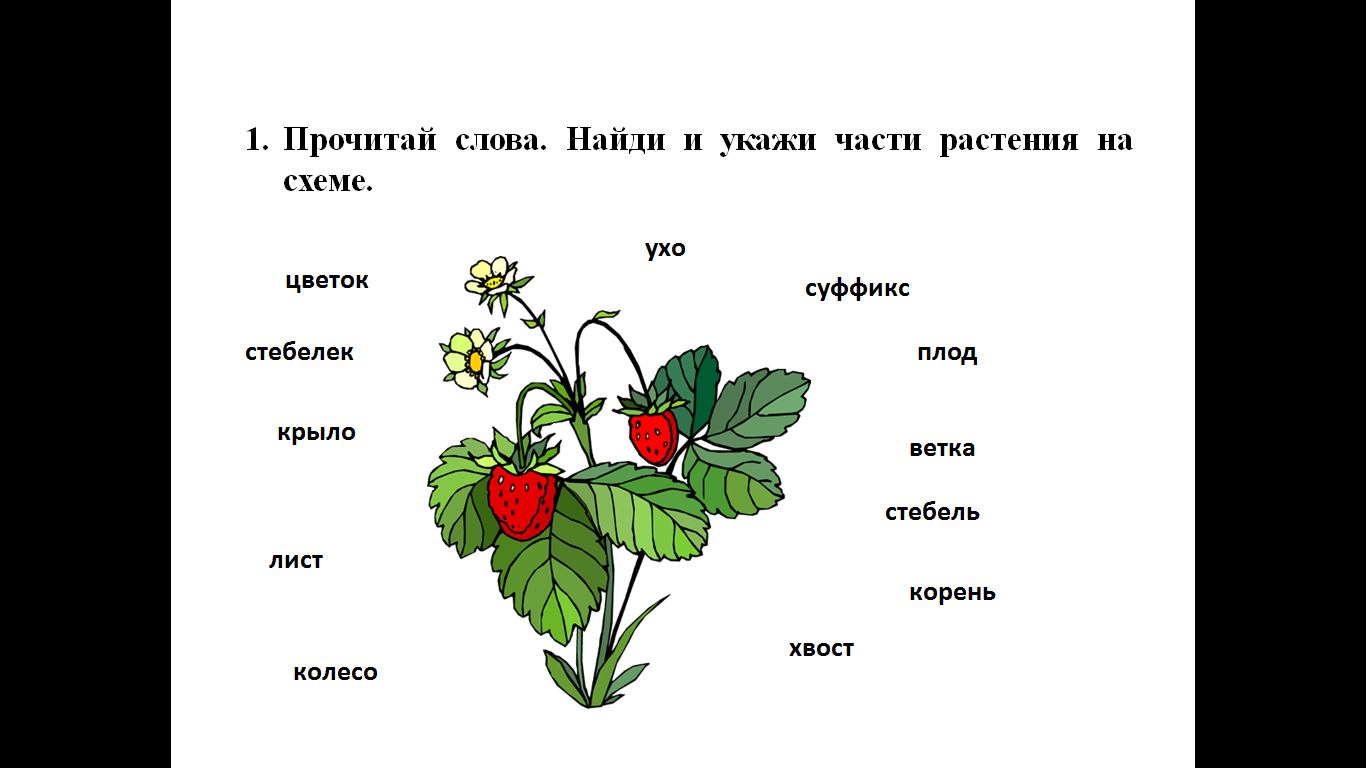 1. Прочитай слова. Найди и укажи части растения на
схеме.
ухо
цветок
суффикс
стебелек
плод
крыло
ветка
стебель
лист
корень
хвост
колесо